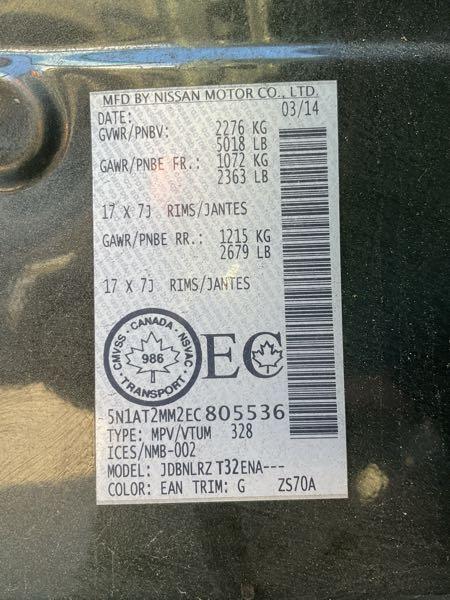 MFD BY NISSAN MOTOR CO., LTD.
DATE: 03/14
GVWR/PNBV: 2276 KG
5018 LB
GAWR/PNBE FR.: 1072 KG
2363 LB
17 X 7J RIMS/JANTES
GAWR/PNBE RR.: 1215 KG
2679 LB
17 X 7J RIMS/JANTES
CMVSS · CANADA · NSVAC
986
TRANSPORT
EC
5N1AT2MM2EC805536
TYPE: MPV/VTUM 328
ICES/NMB-002
MODEL: JDBNLRZ T32ENA---
COLOR: EAN TRIM: G ZS70A